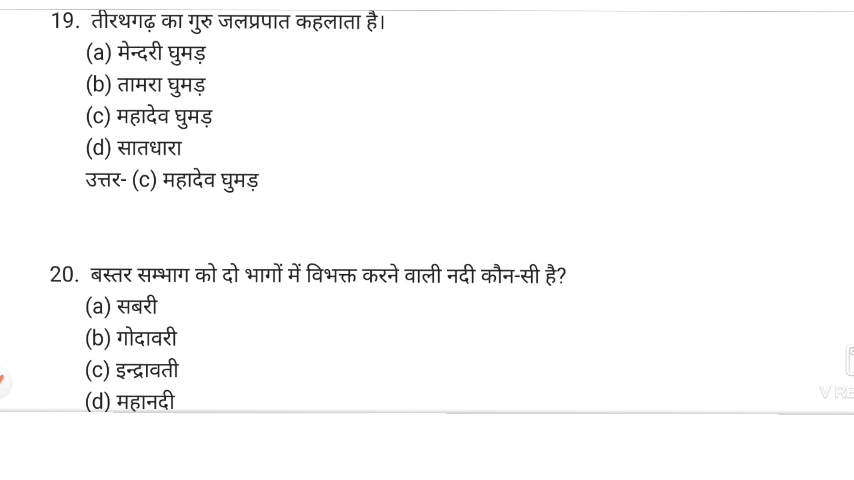 19. तीरथगढ़ का गुरु जलप्रपात कहलाता है।
(a) मेन्दरी घुमड़
(b) तामरा घुमड़
(c) महादेव घुमड़
(d) सातधारा
उत्तर- (c) महादेव घुमड़
20. बस्तर सम्भाग को दो भागों में विभक्त करने वाली नदी कौन-सी है?
(a) सबरी
(b) गोदावरी
(c) इन्द्रावती
(d) महानदी